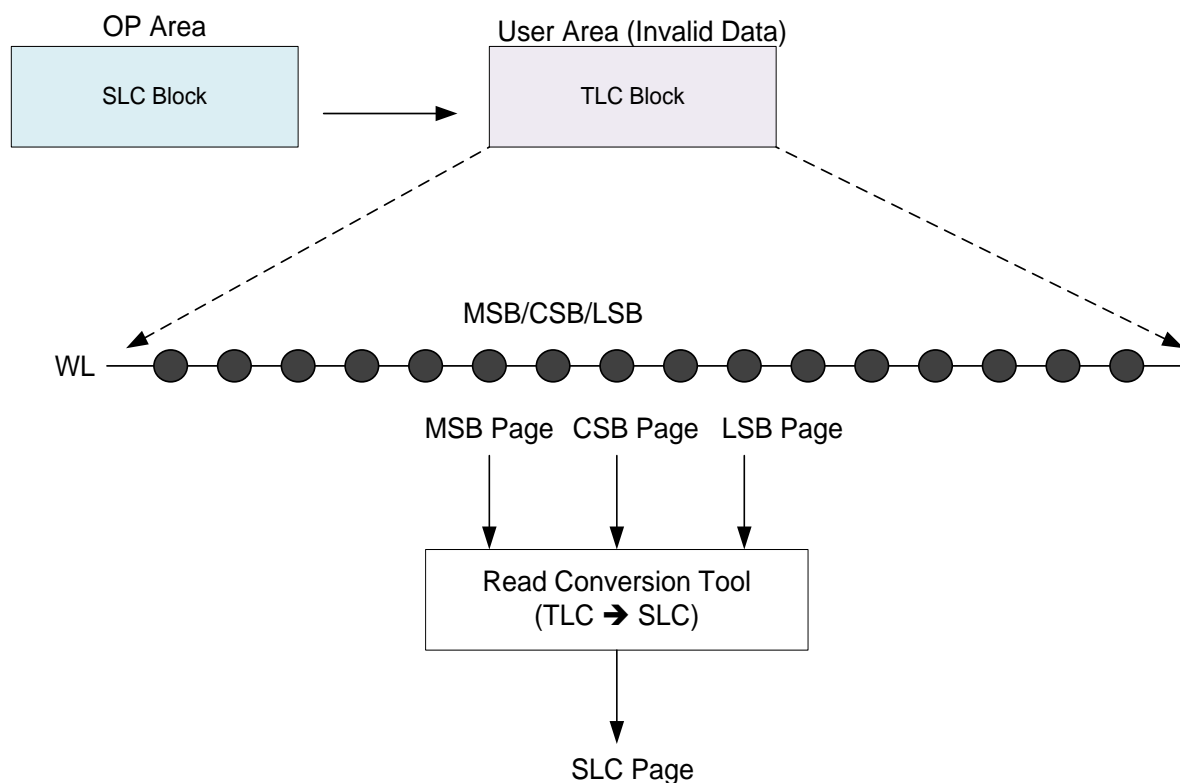 OP Area
User Area (Invalid Data)
SLC Block
TLC Block
MSB/CSB/LSB
WL
MSB Page
CSB Page
LSB Page
Read Conversion Tool
(TLC ➔ SLC)
SLC Page